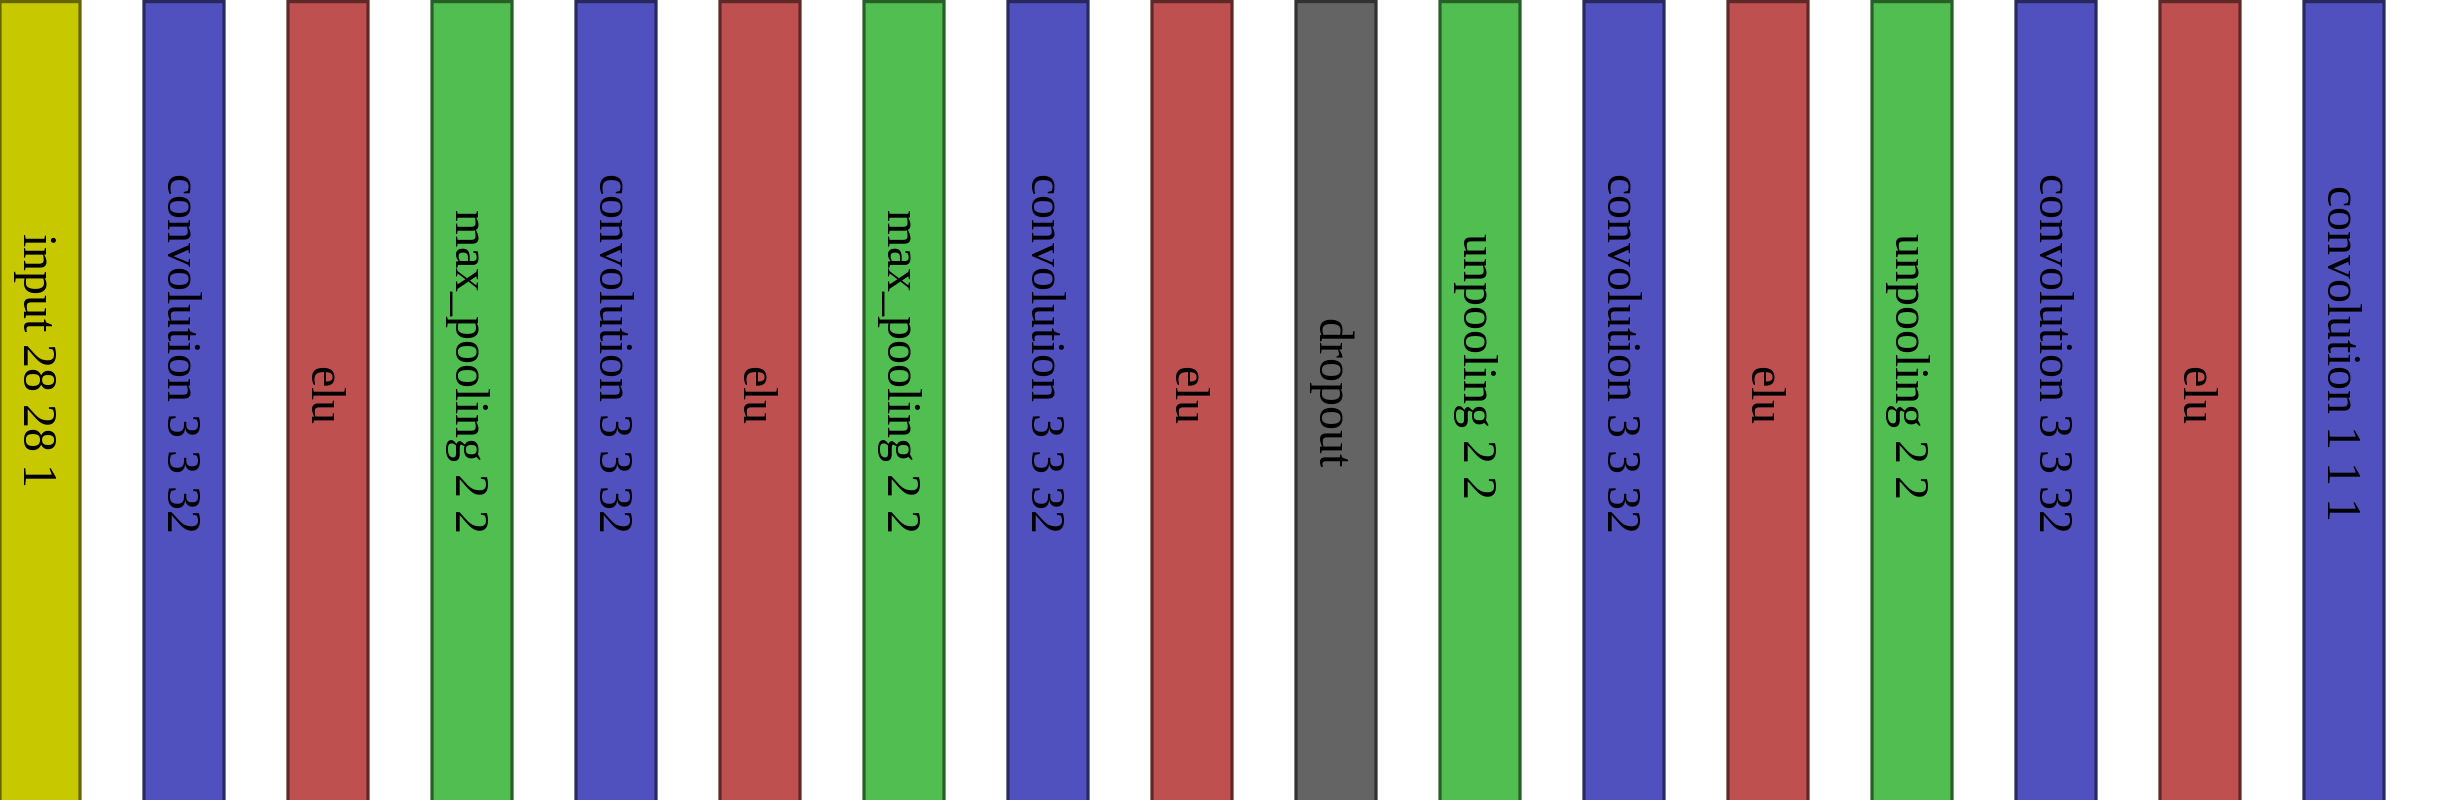 input 28 28 1
convolution 3 3 32
elu
max_pooling 2 2
convolution 3 3 32
elu
max_pooling 2 2
convolution 3 3 32
elu
dropout
unpooling 2 2
convolution 3 3 32
elu
unpooling 2 2
convolution 3 3 32
elu
convolution 1 1 1